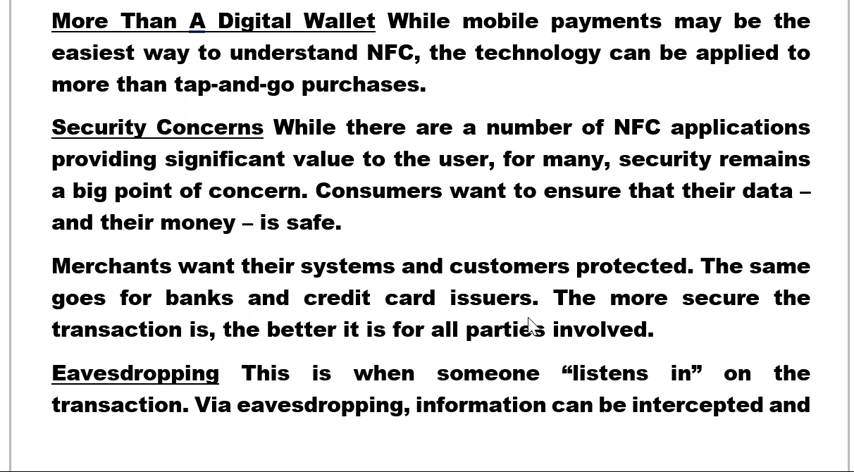 More Than A Digital Wallet While mobile payments may be the
easiest way to understand NFC, the technology can be applied to
more than tap-and-go purchases.
Security Concerns While there are a number of NFC applications
providing significant value to the user, for many, security remains
a big point of concern. Consumers want to ensure that their data –
and their money – is safe.
Merchants want their systems and customers protected. The same
goes for banks and credit card issuers. The more secure the
transaction is, the better it is for all parties involved.
Eavesdropping This is when someone “listens in” on the
transaction. Via eavesdropping, information can be intercepted and